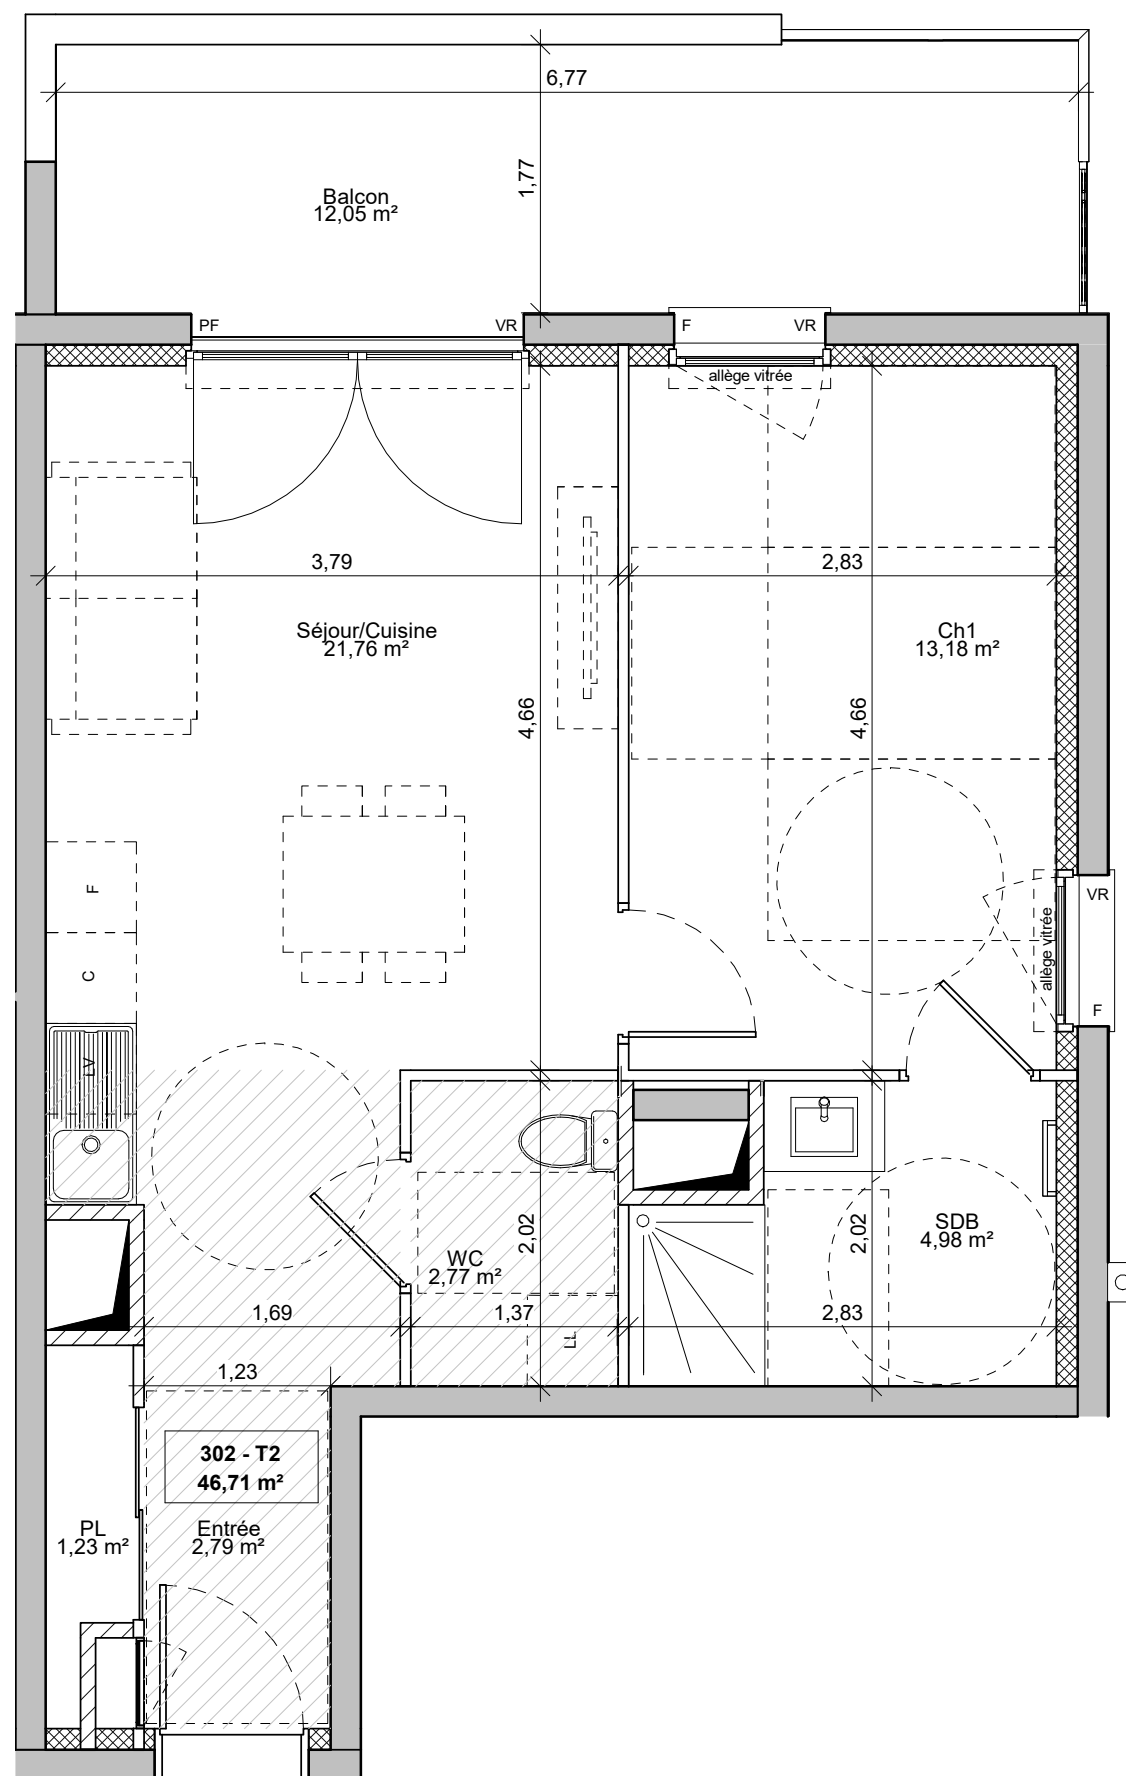 6,77
1,77
Balcon
12,05 m²
PF
VR
F
VR
allège vitrée
3,79
2,83
Séjour/Cuisine
21,76 m²
Ch1
13,18 m²
4,66
4,66
F
C
LV
VR
allège vitrée
F
2,02
WC
2,77 m²
2,02
SDB
4,98 m²
1,69
1,37
2,83
LL
1,23
302 - T2
46,71 m²
PL
1,23 m²
Entrée
2,79 m²